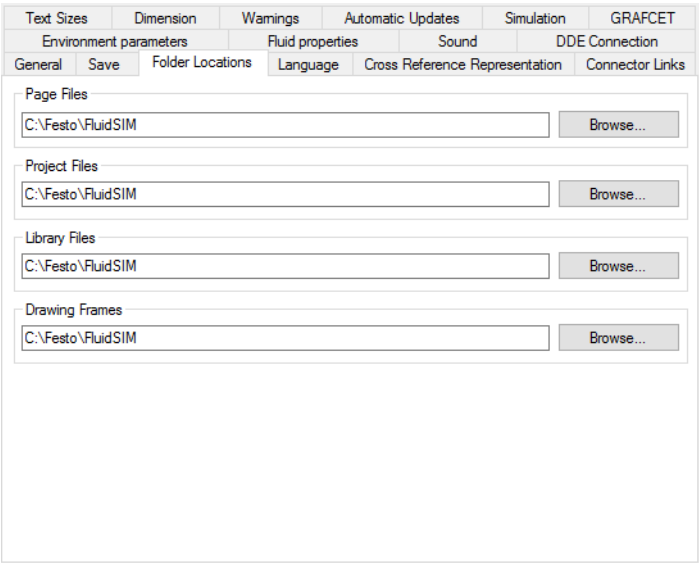 Text Sizes Dimension Warnings Automatic Updates Simulation GRAFCET
Environment parameters Fluid properties Sound DDE Connection
General Save Folder Locations Language Cross Reference Representation Connector Links
Page Files
C:\Festo\FluidSIM Browse...
Project Files
C:\Festo\FluidSIM Browse...
Library Files
C:\Festo\FluidSIM Browse...
Drawing Frames
C:\Festo\FluidSIM Browse...